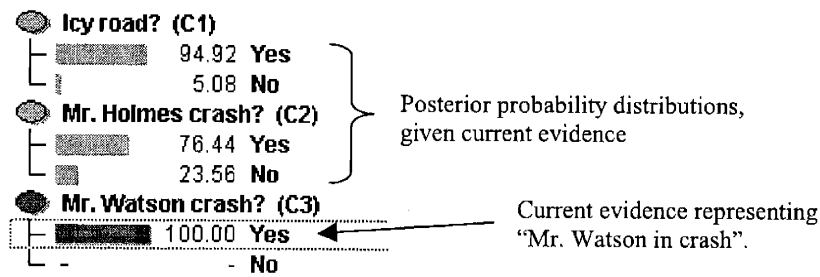 Icy road? (C1)
94.92 Yes
5.08 No
Mr. Holmes crash? (C2)
76.44 Yes
23.56 No
Posterior probability distributions,
given current evidence
Mr. Watson crash? (C3)
100.00 Yes
- - No
Current evidence representing
“Mr. Watson in crash”.